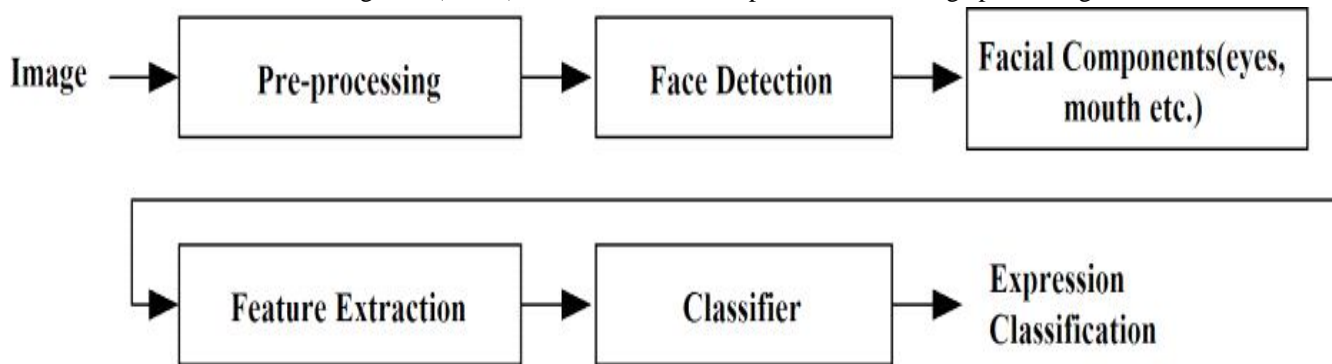 Image
Pre-processing
Face Detection
Facial Components(eyes,
mouth etc.)
Feature Extraction
Classifier
Expression
Classification